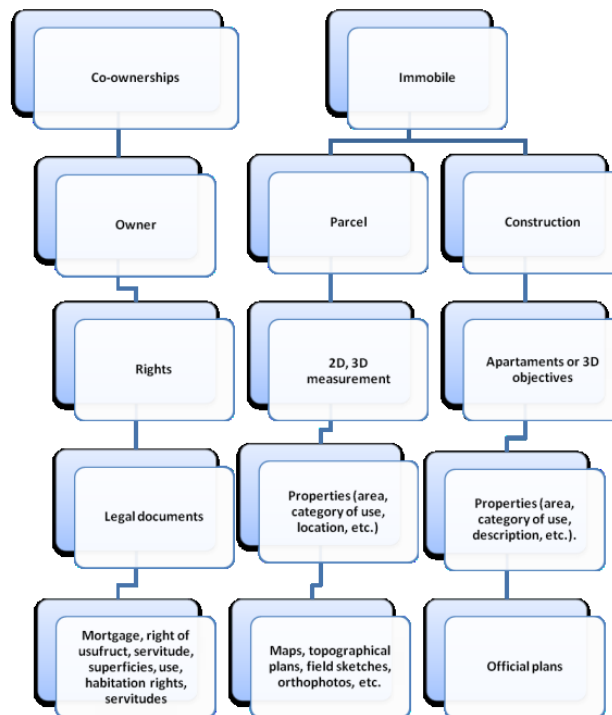 Co-ownerships
Immobile
Owner
Parcel
Construction
Rights
2D, 3D
measurement
Apartaments or 3D
objectives
Legal documents
Properties (area,
category of use,
location, etc.)
Properties (area,
category of use,
description, etc.).
Mortgage, right of
usufruct, servitude,
superficies, use,
habitation rights,
servitudes
Maps, topographical
plans, field sketches,
orthophotos, etc.
Official plans